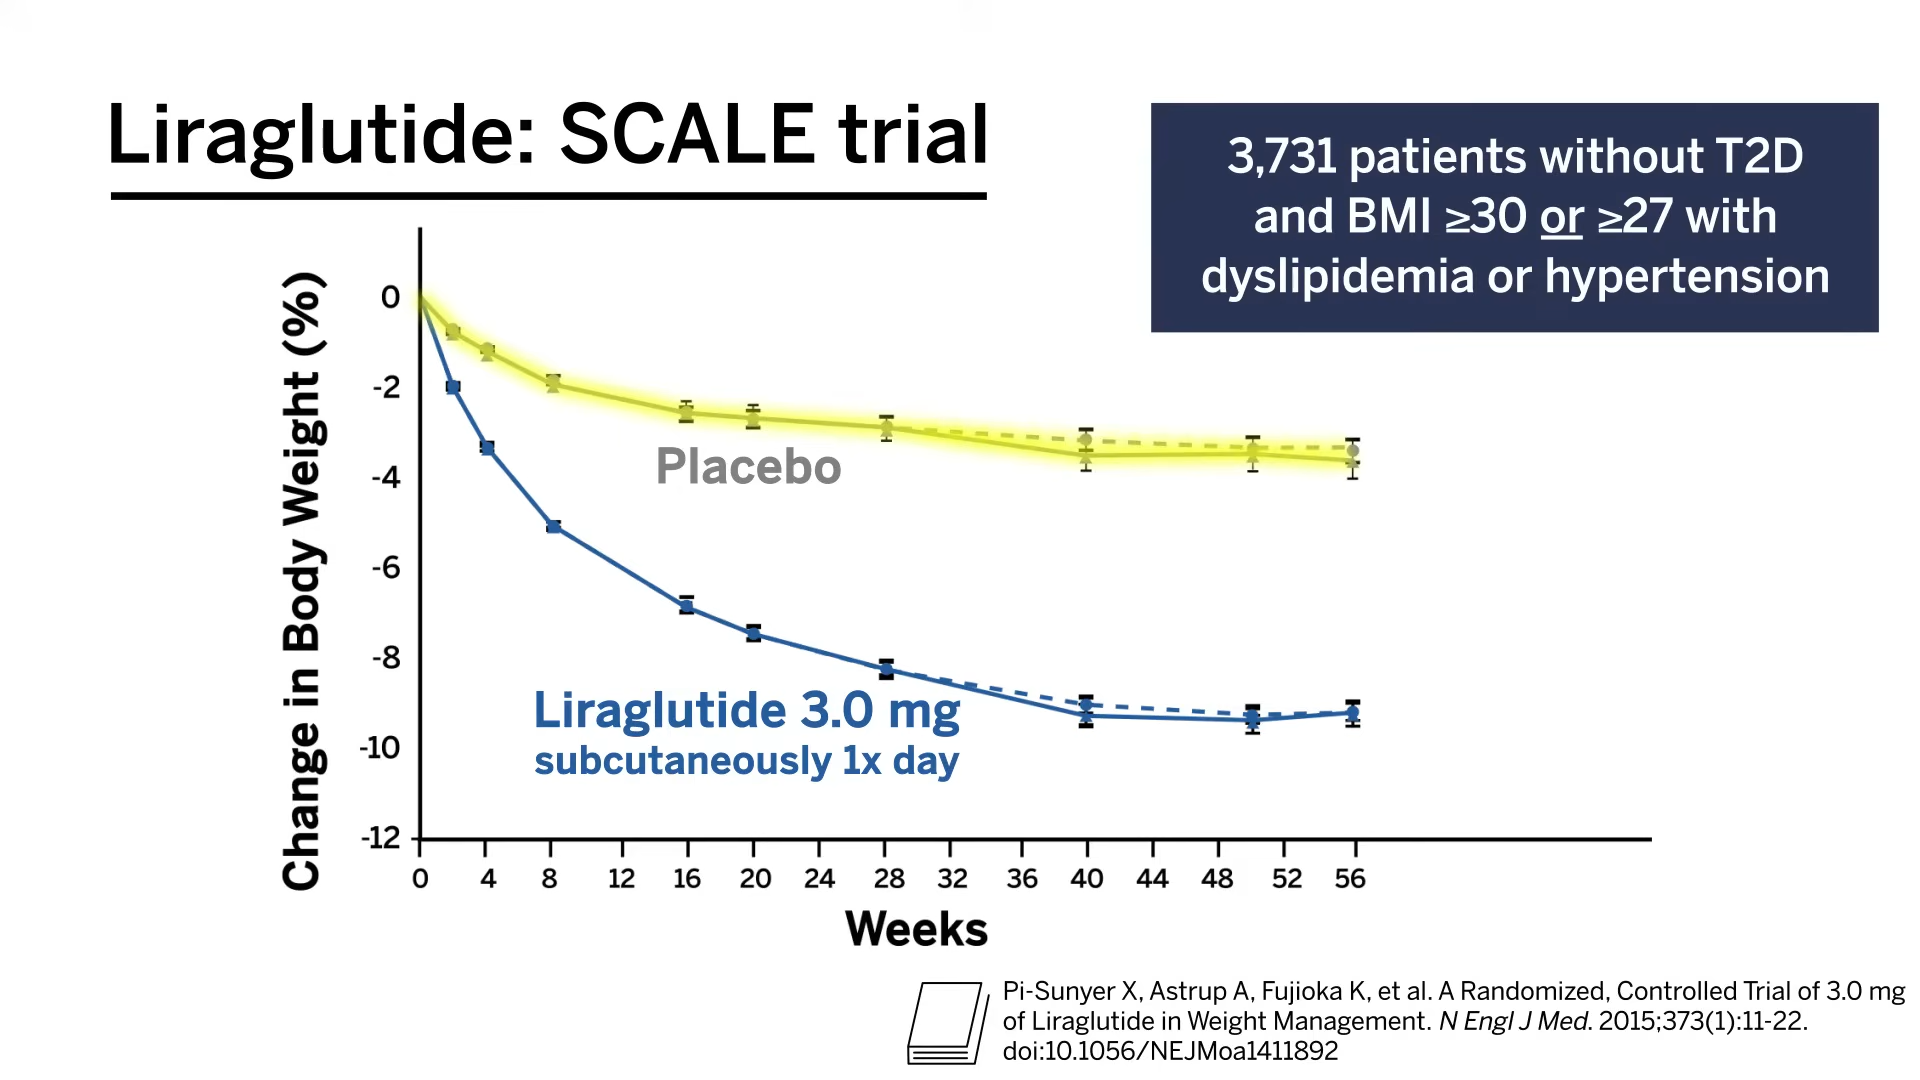 Liraglutide: SCALE trial
3,731 patients without T2D
and BMI ≥30 or ≥27 with
dyslipidemia or hypertension
Change in Body Weight (%)
0
-2
-4
-6
-8
-10
-12
Placebo
Liraglutide 3.0 mg
subcutaneously 1x day
0 4 8 12 16 20 24 28 32 36 40 44 48 52 56
Weeks
Pi-Sunyer X, Astrup A, Fujioka K, et al. A Randomized, Controlled Trial of 3.0 mg
of Liraglutide in Weight Management. N Engl J Med. 2015;373(1):11-22.
doi:10.1056/NEJMoa1411892